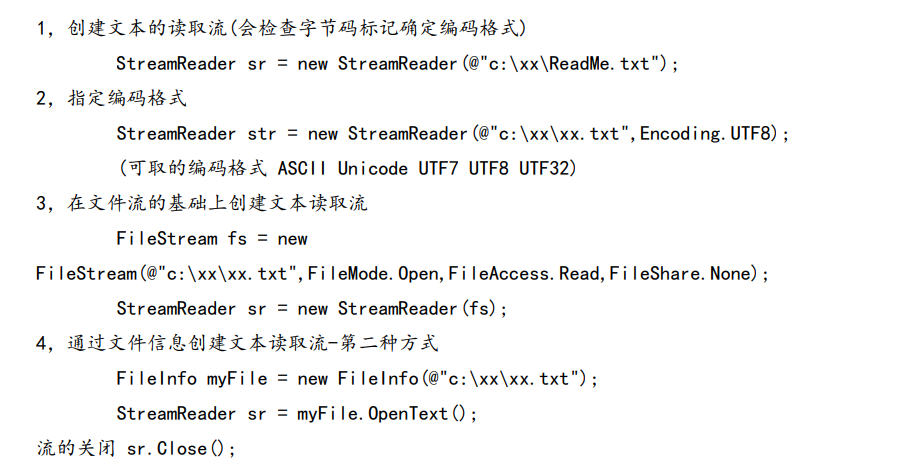 1，创建文本的读取流(会检查字节码标记确定编码格式)
StreamReader sr = new StreamReader(@"c:\xx\ReadMe.txt");
2，指定编码格式
StreamReader str = new StreamReader(@"c:\xx\xx.txt",Encoding.UTF8);
(可取的编码格式 ASCII Unicode UTF7 UTF8 UTF32)
3，在文件流的基础上创建文本读取流
FileStream fs = new
FileStream(@"c:\xx\xx.txt",FileMode.Open,FileAccess.Read,FileShare.None);
StreamReader sr = new StreamReader(fs);
4，通过文件信息创建文本读取流-第二种方式
FileInfo myFile = new FileInfo(@"c:\xx\xx.txt");
StreamReader sr = myFile.OpenText();
流的关闭 sr.Close();